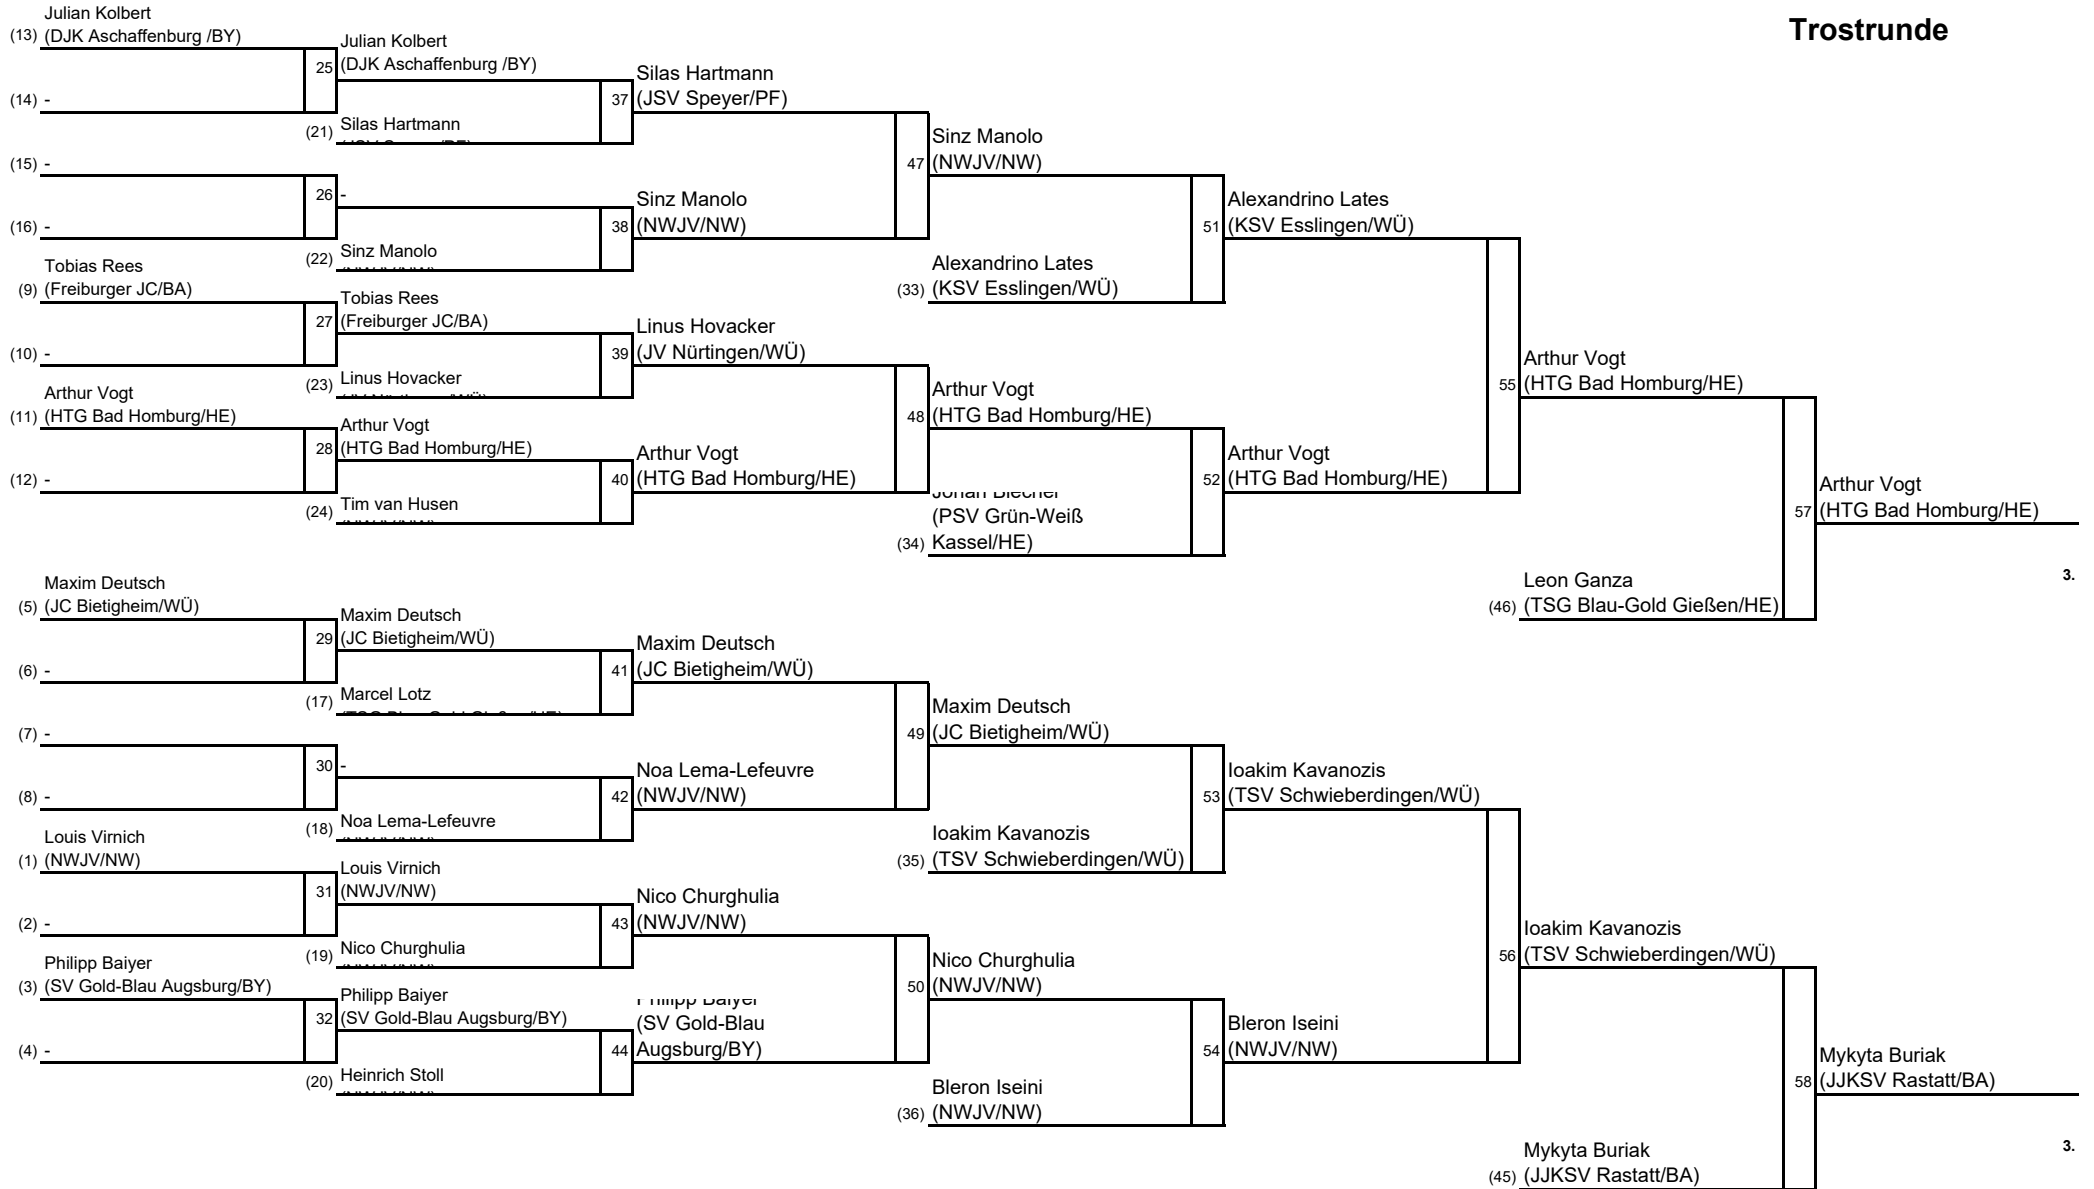 Trostrunde
Julian Kolbert
(13) (DJK Aschaffenburg /BY)
(14) -
25
Julian Kolbert
(DJK Aschaffenburg /BY)
(21) Silas Hartmann
37
Silas Hartmann
(JSV Speyer/PF)
(15) -
(16) -
26 -
(22) Sinz Manolo
38
Sinz Manolo
(NWJV/NW)
47
Sinz Manolo
(NWJV/NW)
Alexandrino Lates
(33) (KSV Esslingen/WÜ)
51
Alexandrino Lates
(KSV Esslingen/WÜ)
Tobias Rees
(9) (Freiburger JC/BA)
(10) -
27
Tobias Rees
(Freiburger JC/BA)
(23) Linus Hovacker
39
Linus Hovacker
(JV Nürtingen/WÜ)
Arthur Vogt
(11) (HTG Bad Homburg/HE)
(12) -
28
Arthur Vogt
(HTG Bad Homburg/HE)
(24) Tim van Husen
40
Arthur Vogt
(HTG Bad Homburg/HE)
48
Arthur Vogt
(HTG Bad Homburg/HE)
(PSV Grün-Weiß
(34) Kassel/HE)
52
Arthur Vogt
(HTG Bad Homburg/HE)
55
Arthur Vogt
(HTG Bad Homburg/HE)
Leon Ganza
(46) (TSG Blau-Gold Gießen/HE)
57
Arthur Vogt
(HTG Bad Homburg/HE)
3.
Maxim Deutsch
(5) (JC Bietigheim/WÜ)
(6) -
29
Maxim Deutsch
(JC Bietigheim/WÜ)
(17) Marcel Lotz
41
Maxim Deutsch
(JC Bietigheim/WÜ)
(7) -
(8) -
30 -
(18) Noa Lema-Lefeuvre
42
Noa Lema-Lefeuvre
(NWJV/NW)
49
Maxim Deutsch
(JC Bietigheim/WÜ)
Ioakim Kavanozis
(35) (TSV Schwieberdingen/WÜ)
53
Ioakim Kavanozis
(TSV Schwieberdingen/WÜ)
Louis Virnich
(1) (NWJV/NW)
(2) -
31
Louis Virnich
(NWJV/NW)
(19) Nico Churghulia
43
Nico Churghulia
(NWJV/NW)
Philipp Baiyer
(3) (SV Gold-Blau Augsburg/BY)
(4) -
32
Philipp Baiyer
(SV Gold-Blau Augsburg/BY)
(20) Heinrich Stoll
44
(SV Gold-Blau
Augsburg/BY)
50
Nico Churghulia
(NWJV/NW)
Bleron Iseini
(36) (NWJV/NW)
54
Bleron Iseini
(NWJV/NW)
56
Ioakim Kavanozis
(TSV Schwieberdingen/WÜ)
Mykyta Buriak
(45) (JJKSV Rastatt/BA)
58
Mykyta Buriak
(JJKSV Rastatt/BA)
3.